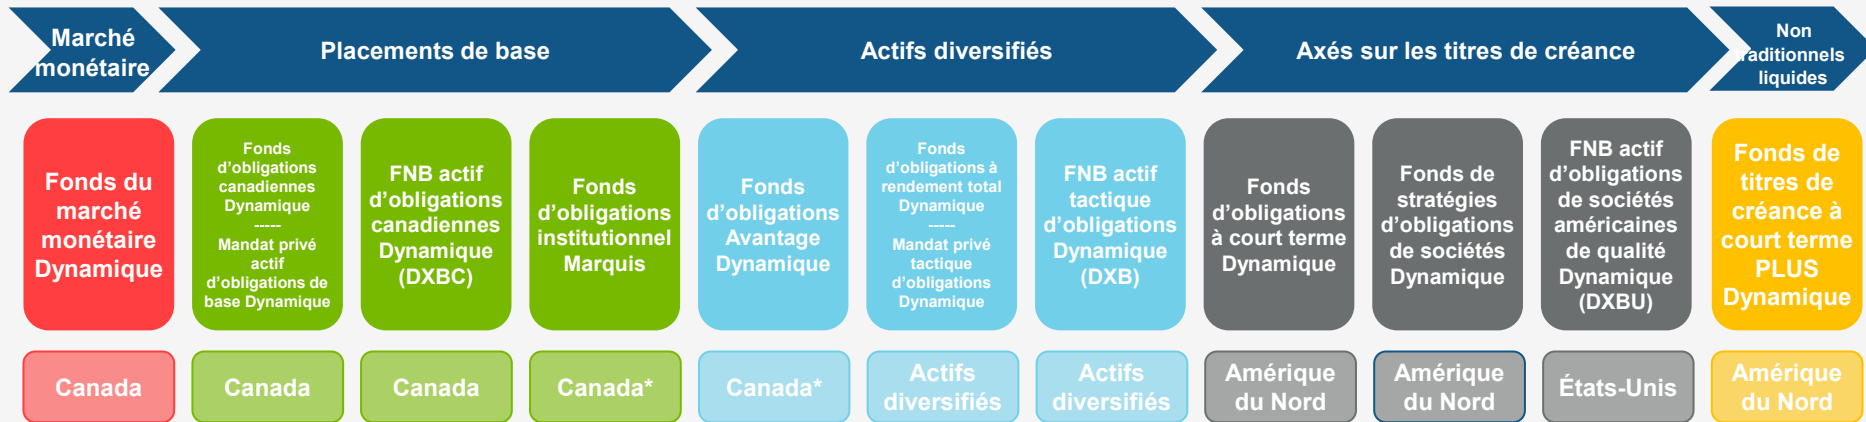 Marché
monétaire
Placements de base
Actifs diversifiés
Axés sur les titres de créance
Non
traditionnels
liquides
Fonds du
marché
monétaire
Dynamique
Fonds
d’obligations
canadiennes
Dynamique
-----
Mandat privé
actif
d’obligations de
base Dynamique
FNB actif
d’obligations
canadiennes
Dynamique
(DXBC)
Fonds
d’obligations
institutionnel
Marquis
Fonds
d’obligations
Avantage
Dynamique
Fonds
d’obligations à
rendement total
Dynamique
-----
Mandat privé
tactique
d’obligations
Dynamique
FNB actif
tactique
d’obligations
Dynamique
(DXB)
Fonds
d’obligations
à court terme
Dynamique
Fonds de
stratégies
d’obligations
de sociétés
Dynamique
FNB actif
d’obligations
de sociétés
américaines
de qualité
Dynamique
(DXBU)
Fonds de
titres de
créance à
court terme
PLUS
Dynamique
Canada
Canada
Canada
Canada*
Canada*
Actifs
diversifiés
Actifs
diversifiés
Amérique
du Nord
Amérique
du Nord
États-Unis
Amérique
du Nord